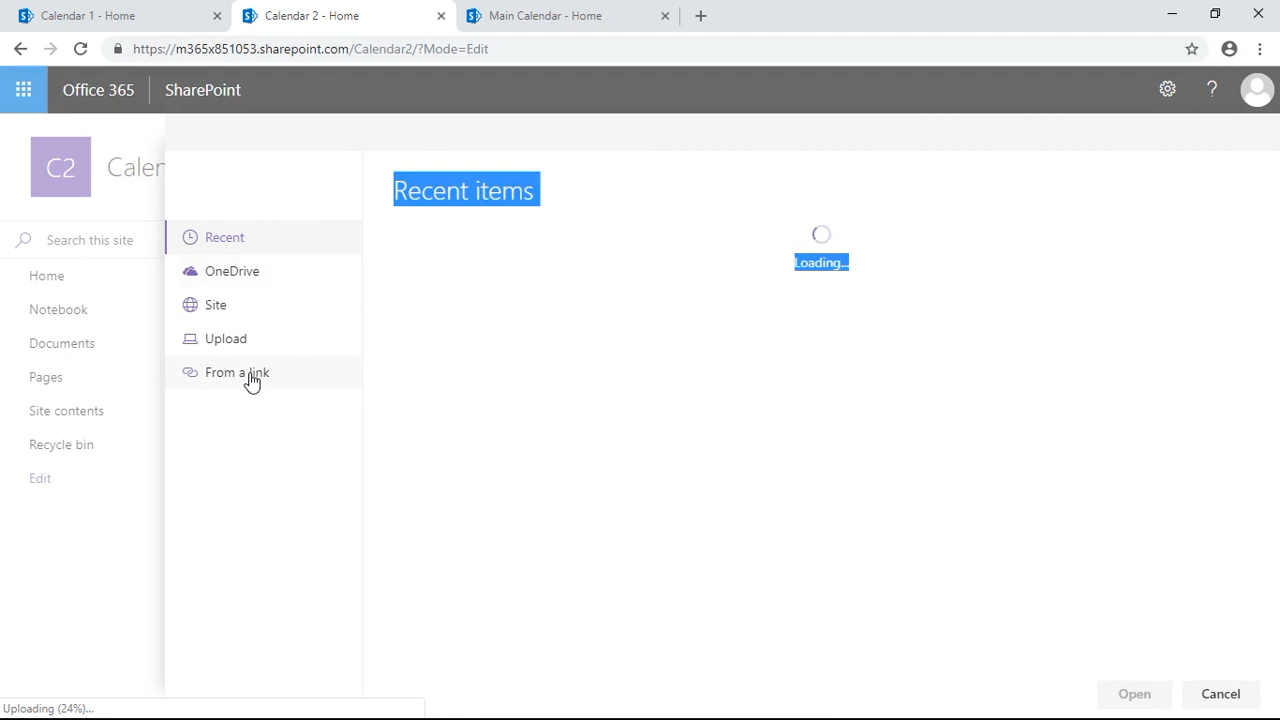 Calendar 1 - Home
Calendar 2 - Home
Main Calendar - Home
https://m365x851053.sharepoint.com/Calendar2/?Mode=Edit
Office 365
SharePoint
?
C2
Calen
Search this site
Home
Notebook
Documents
Pages
Site contents
Recycle bin
Edit
Recent
OneDrive
Site
Upload
From a link
Recent items
Loading...
Open
Cancel
Uploading (24%)...